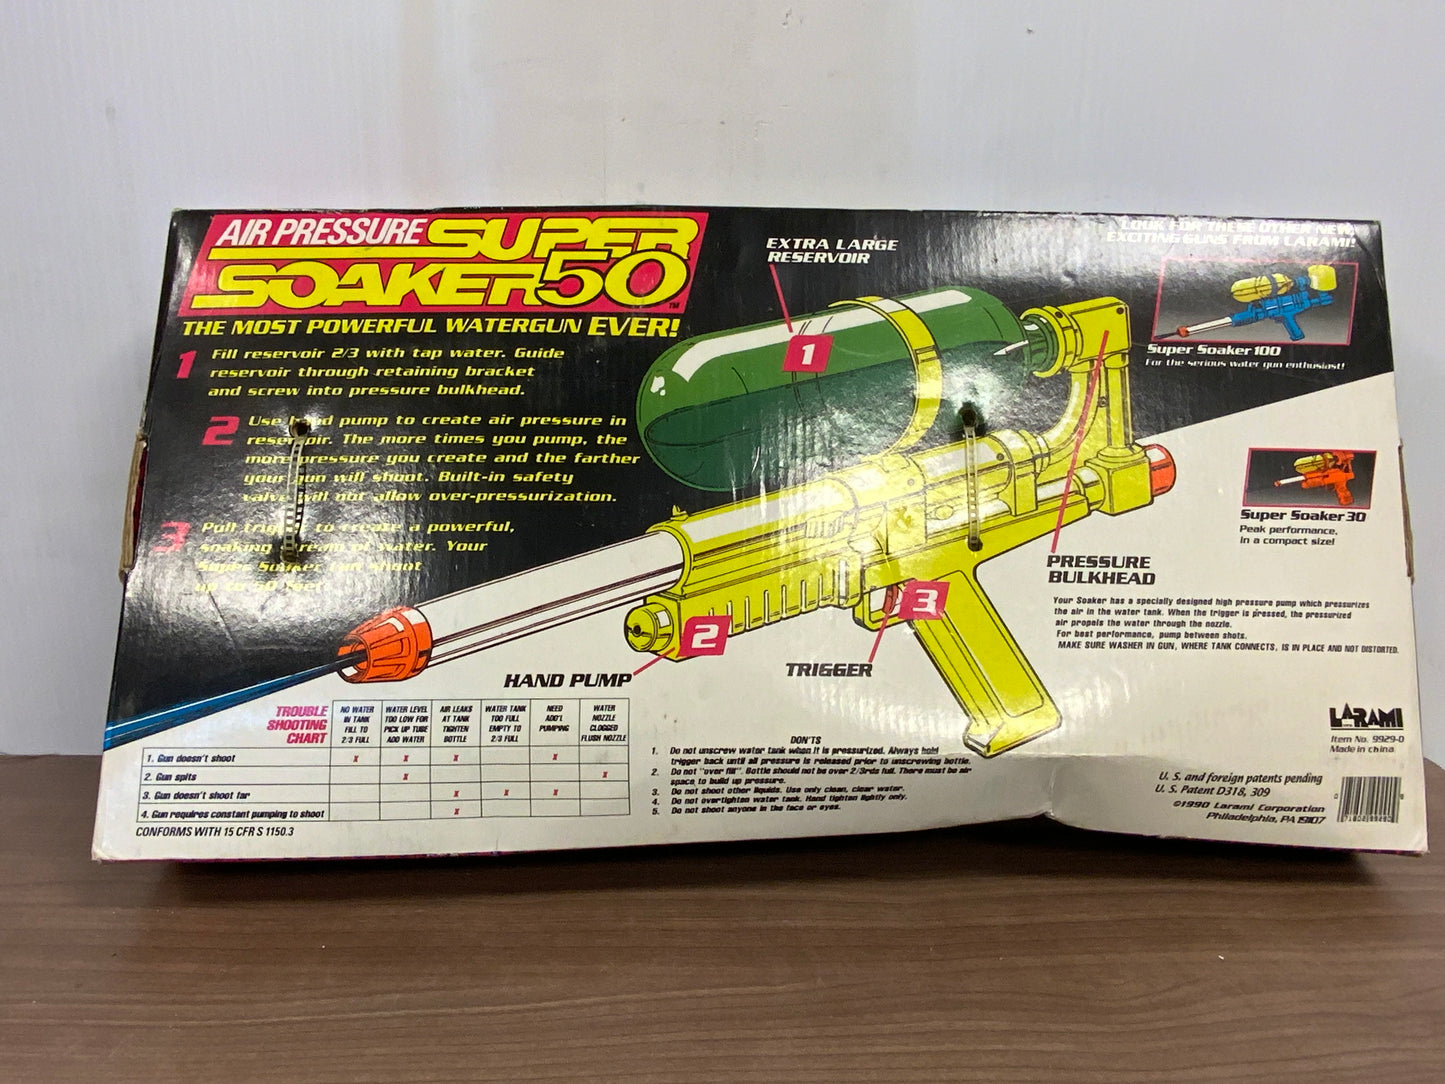 AIR PRESSURE SUPER
SOAKER 50 ™
THE MOST POWERFUL WATERGUN EVER!
1 Fill reservoir 2/3 with tap water. Guide
reservoir through retaining bracket
and screw into pressure bulkhead.
2 Use hand pump to create air pressure in
reservoir. The more times you pump, the
more pressure you create and the farther
your gun will shoot. Built-in safety
valve will not allow over-pressurization.
3 Pull trigger to create a powerful,
soaking stream of water. Your
Super Soaker can shoot
up to 50 feet
EXTRA LARGE
RESERVOIR
1
LOOK FOR THESE OTHER NEW,
EXCITING GUNS FROM LARAMI!
Super Soaker 100
For the serious water gun enthusiast!
Super Soaker 30
Peak performance,
in a compact size!
PRESSURE
BULKHEAD
3
2
TRIGGER
HAND PUMP
Your Soaker has a specially designed high pressure pump which pressurizes
the air in the water tank. When the trigger is pressed, the pressurized
air propels the water through the nozzle.
For best performance, pump between shots.
MAKE SURE WASHER IN GUN, WHERE TANK CONNECTS, IS IN PLACE AND NOT DISTORTED.
TROUBLE
SHOOTING
CHART
NO WATER
IN TANK
FILL TO
2/3 FULL
WATER LEVEL
TOO LOW FOR
PICK UP TUBE
ADD WATER
AIR LEAKS
AT TANK
TIGHTEN
BOTTLE
WATER TANK
TOO FULL
EMPTY TO
2/3 FULL
NEED
ADD'L
PUMPING
WATER
NOZZLE
CLOGGED
FLUSH NOZZLE
1. Gun doesn't shoot X X X X
2. Gun spits X X
3. Gun doesn't shoot far X X X
4. Gun requires constant pumping to shoot X
CONFORMS WITH 15 CFR S 1150.3
DON'TS
1. Do not unscrew water tank when it is pressurized. Always hold
trigger back until all pressure is released prior to unscrewing bottle.
2. Do not "over fill". Bottle should not be over 2/3rds full. There must be air
space to build up pressure.
3. Do not shoot other liquids. Use only clean, clear water.
4. Do not overtighten water tank. Hand tighten lightly only.
5. Do not shoot anyone in the face or eyes.
LARAMI
Item No. 9929-0
Made in china
U. S. and foreign patents pending
U. S. Patent D318, 309
©1990 Larami Corporation
Philadelphia, PA 19107